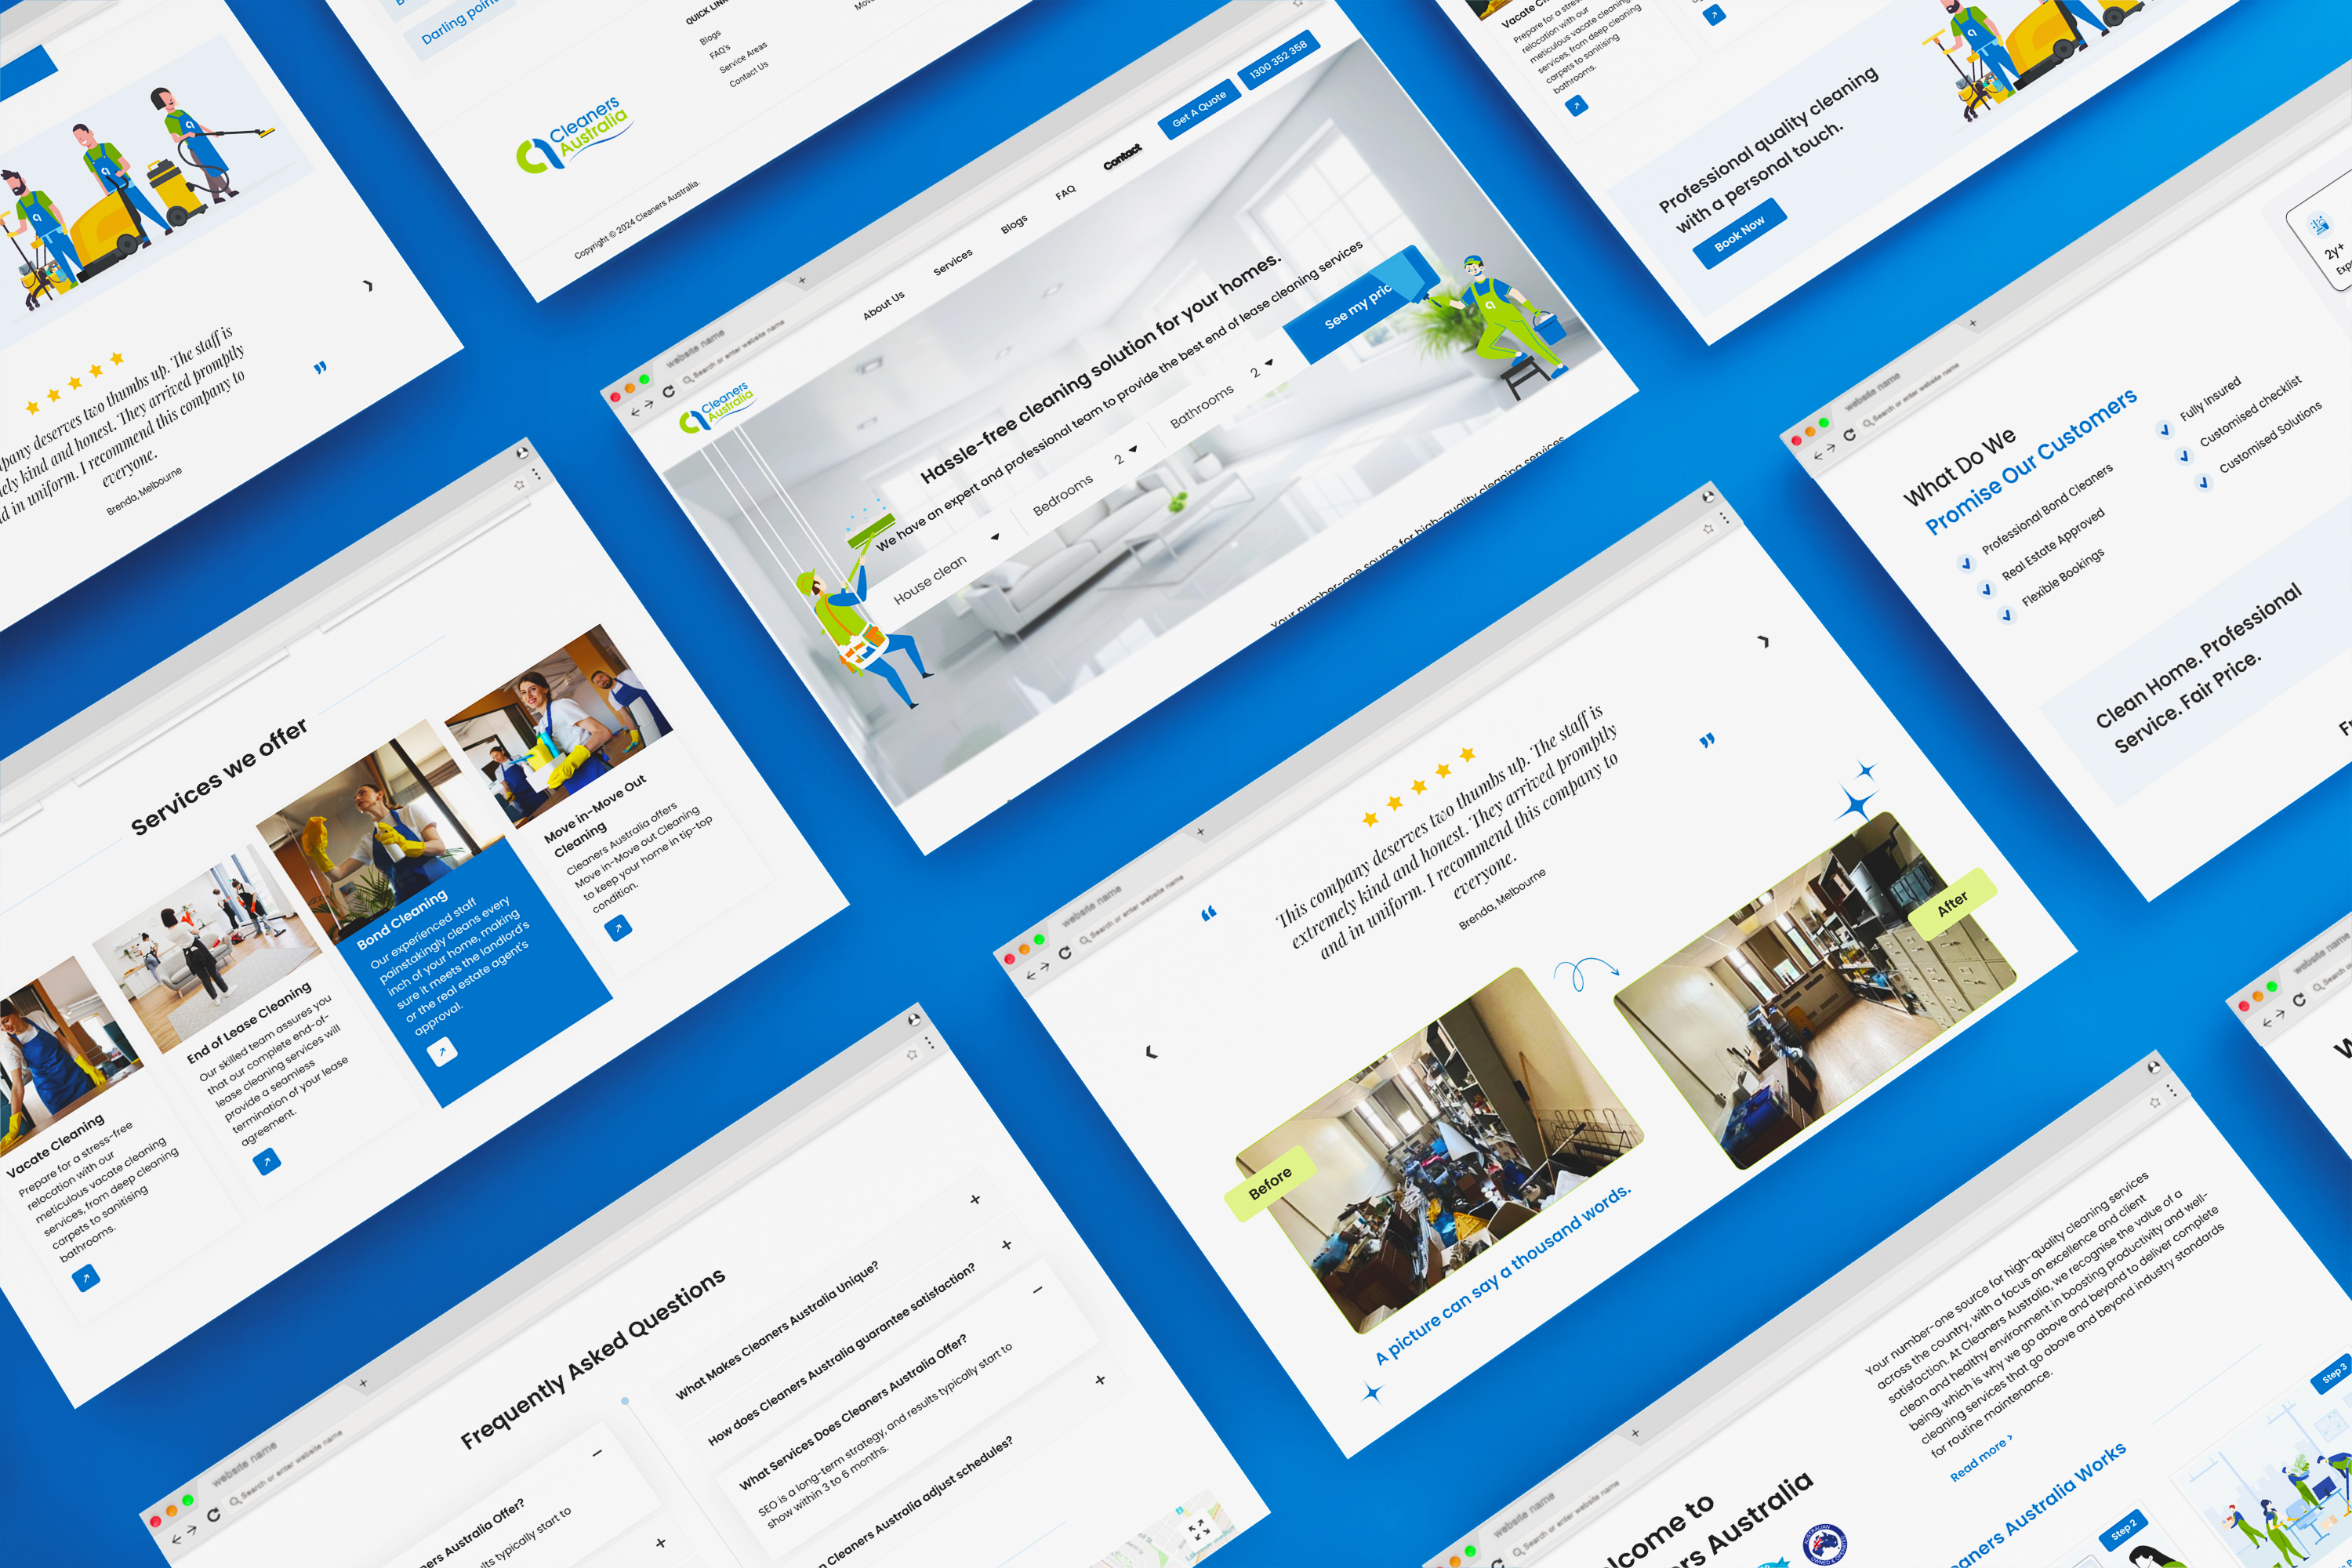 Darling point
QUICK LINKS
Blogs
FAQ's
Service Areas
Contact Us
Cleaners
Australia
Copyright © 2024 Cleaners Australia.
deserves two thumbs up. The staff is
kind and honest. They arrived promptly
in uniform. I recommend this company to
everyone.
Brenda, Melbourne
website name
Search or enter website name
Cleaners
Australia
About Us
Services
Blogs
FAQ
Contact
Get A Quote
1300 352 358
Hassle-free cleaning solution for your homes.
We have an expert and professional team to provide the best end of lease cleaning services
House clean
Bedrooms
2
Bathrooms
2
See my pric
Your number-one source for high-quality cleaning services
Prepare for a stress-free
relocation with our
meticulous vacate cleaning
services, from deep cleaning
carpets to sanitising
bathrooms.
Professional quality cleaning
with a personal touch.
Book Now
website name
Search or enter website name
What Do We
Promise Our Customers
Professional Bond Cleaners
Real Estate Approved
Flexible Bookings
Fully Insured
Customised checklist
Customised Solutions
2y+
Clean Home. Professional
Service. Fair Price.
Services we offer
Vacate Cleaning
Prepare for a stress-free
relocation with our
meticulous vacate cleaning
services, from deep cleaning
carpets to sanitising
bathrooms.
End of Lease Cleaning
Our skilled team assures you
that our complete end-of-
lease cleaning services will
provide a seamless
termination of your lease
agreement.
Bond Cleaning
Our experienced staff
painstakingly cleans every
inch of your home, making
sure it meets the landlord's
or the real estate agent's
approval.
Move in-Move Out
Cleaning
Cleaners Australia offers
Move in-Move out Cleaning
to keep your home in tip-top
condition.
website name
Search or enter website name
This company deserves two thumbs up. The staff is
extremely kind and honest. They arrived promptly
and in uniform. I recommend this company to
everyone.
Brenda, Melbourne
Before
After
A picture can say a thousand words.
website name
Search or enter website name
Frequently Asked Questions
What Makes Cleaners Australia Unique?
How does Cleaners Australia guarantee satisfaction?
What Services Does Cleaners Australia Offer?
SEO is a long-term strategy, and results typically start to
show within 3 to 6 months.
Cleaners Australia adjust schedules?
Australia Offer?
typically start to
website name
Search or enter website name
Australia
Your number-one source for high-quality cleaning services
across the country, with a focus on excellence and client
satisfaction. At Cleaners Australia, we recognise the value of a
clean and healthy environment in boosting productivity and well-
being, which is why we go above and beyond to deliver complete
cleaning services that go above and beyond industry standards
for routine maintenance.
Read more >
Australia Works
Step 2
Step 3
website name